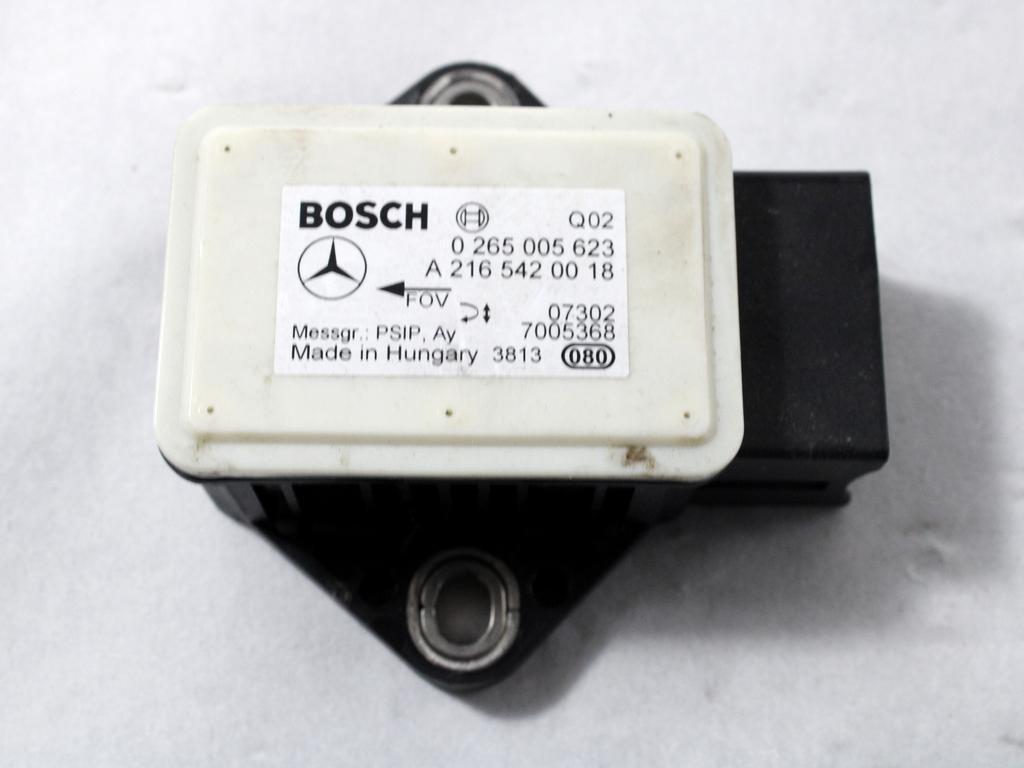 BOSCH Q02
0 265 005 623
A 216 542 00 18
FOV
07302
Messgr.: PSIP, Ay 7005368
Made in Hungary 3813 080